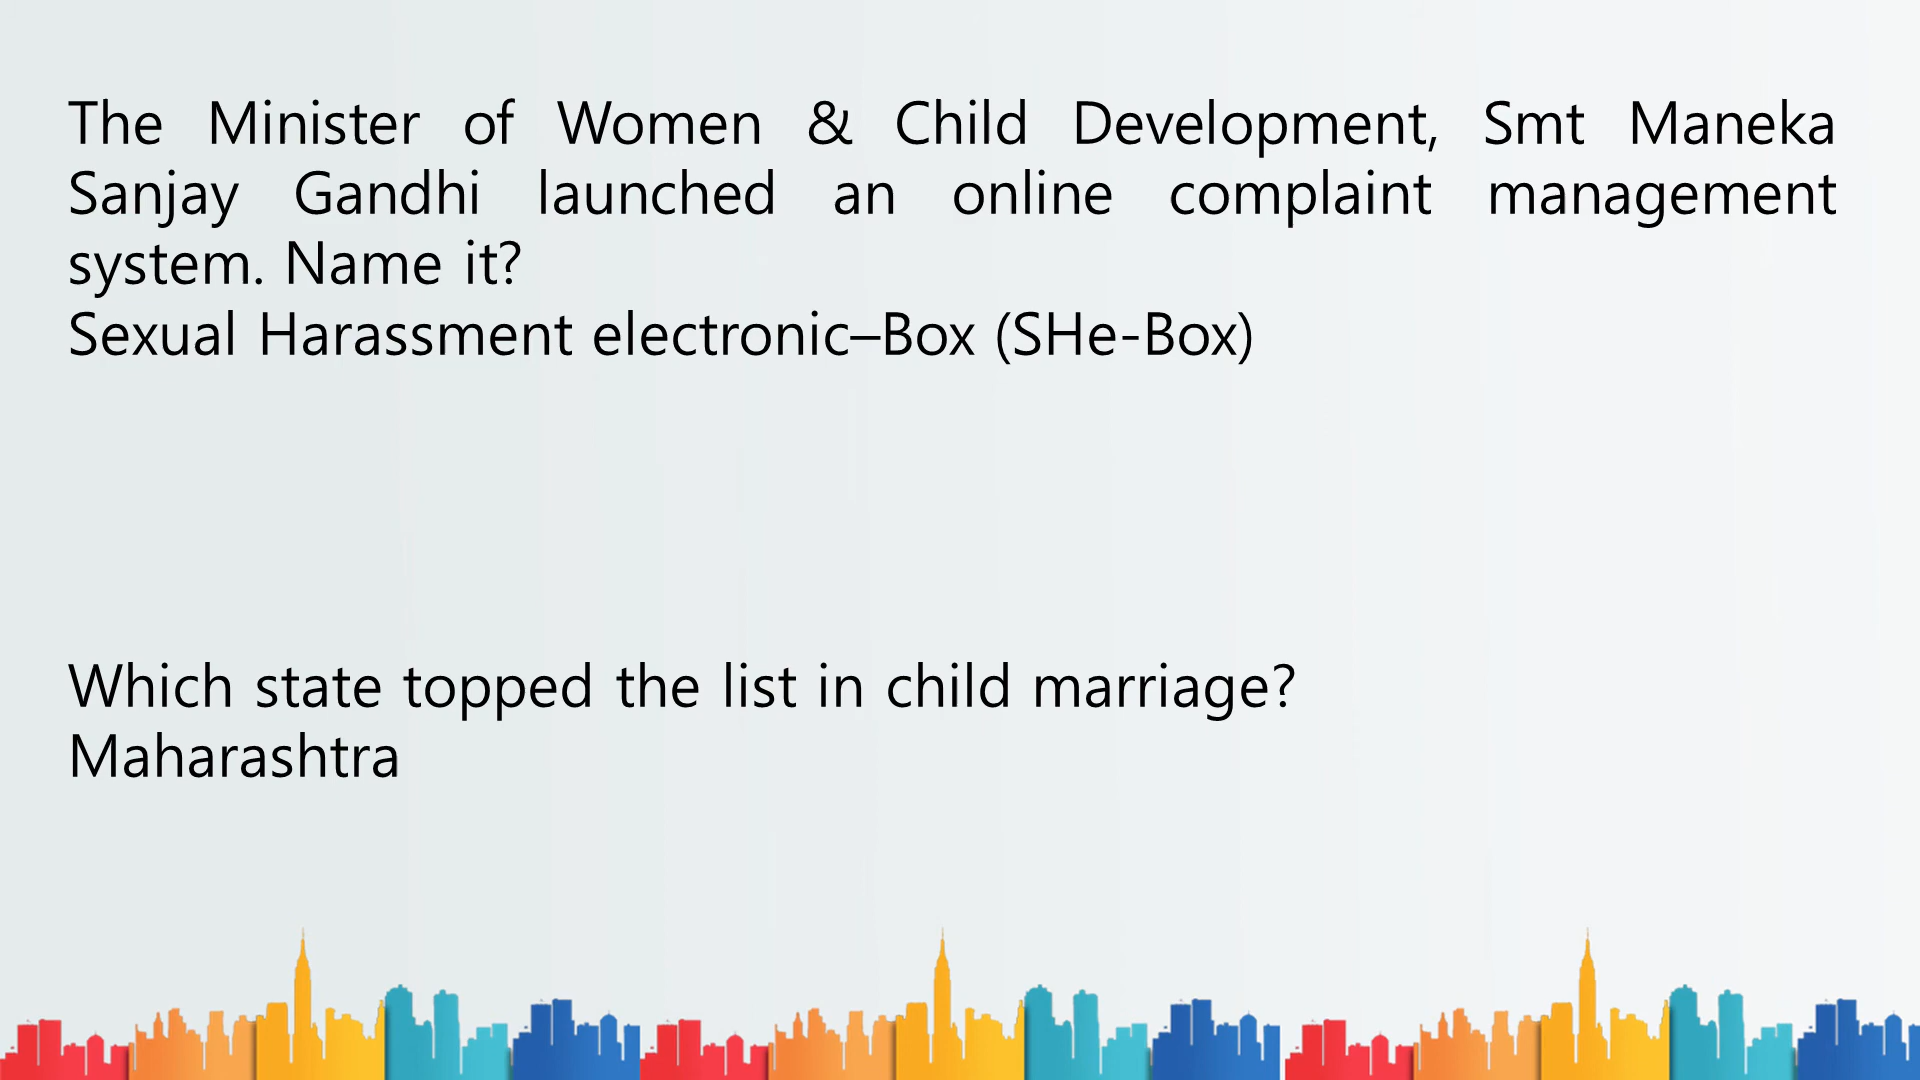 The Minister of Women & Child Development, Smt Maneka
Sanjay Gandhi launched an online complaint management
system. Name it?
Sexual Harassment electronic–Box (SHe-Box)
Which state topped the list in child marriage?
Maharashtra